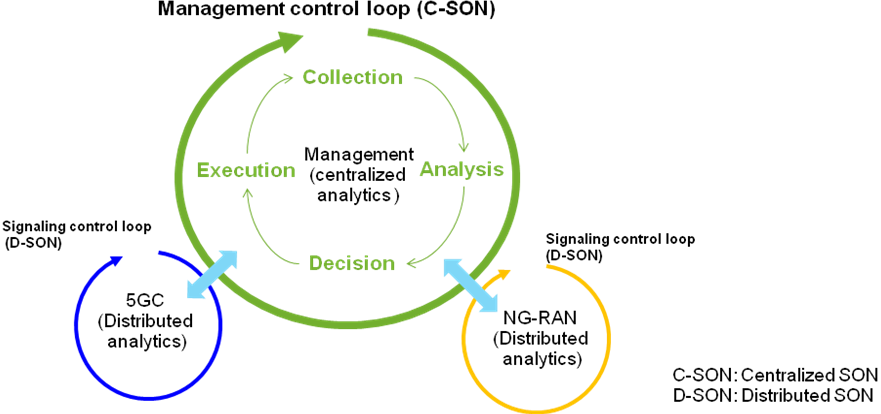 Management control loop (C-SON)
Collection
Execution
Management
(centralized
analytics )
Analysis
Decision
Signaling control loop
(D-SON)
5GC
(Distributed
analytics)
Signaling control loop
(D-SON)
NG-RAN
(Distributed
analytics)
C-SON: Centralized SON
D-SON: Distributed SON